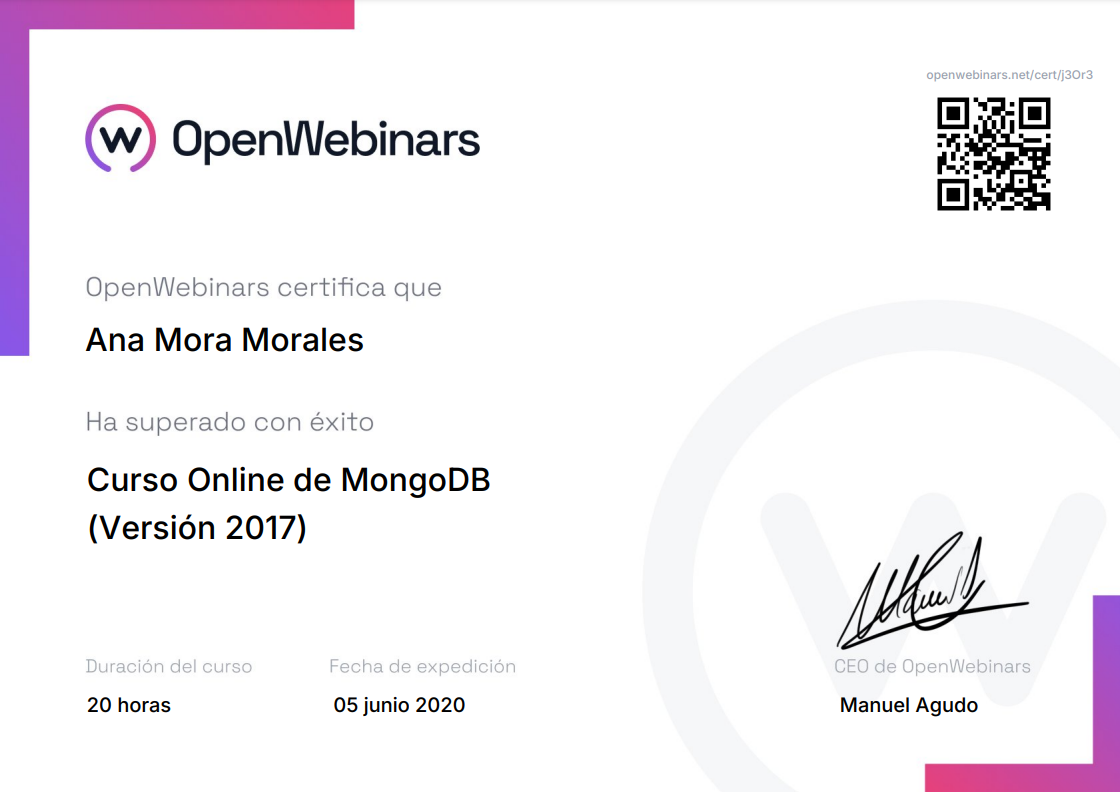 openwebinars.net/cert/j3Or3
OpenWebinars
OpenWebinars certifica que
Ana Mora Morales
Ha superado con éxito
Curso Online de MongoDB
(Versión 2017)
Duración del curso
20 horas
Fecha de expedición
05 junio 2020
CEO de OpenWebinars
Manuel Agudo